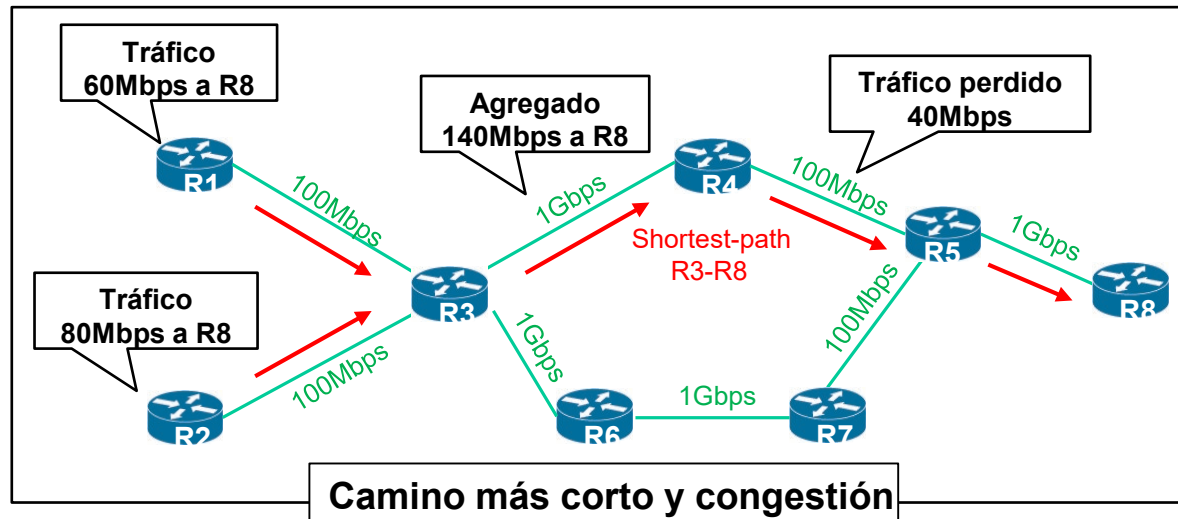 Tráfico
60Mbps a R8
Agregado
140Mbps a R8
Tráfico perdido
40Mbps
R1
100Mbps
1Gbps
R4
100Mbps
Shortest-path
R3-R8
R5
1Gbps
R8
Tráfico
80Mbps a R8
R3
100Mbps
1Gbps
100Mbps
R2
R6
1Gbps
R7
Camino más corto y congestión